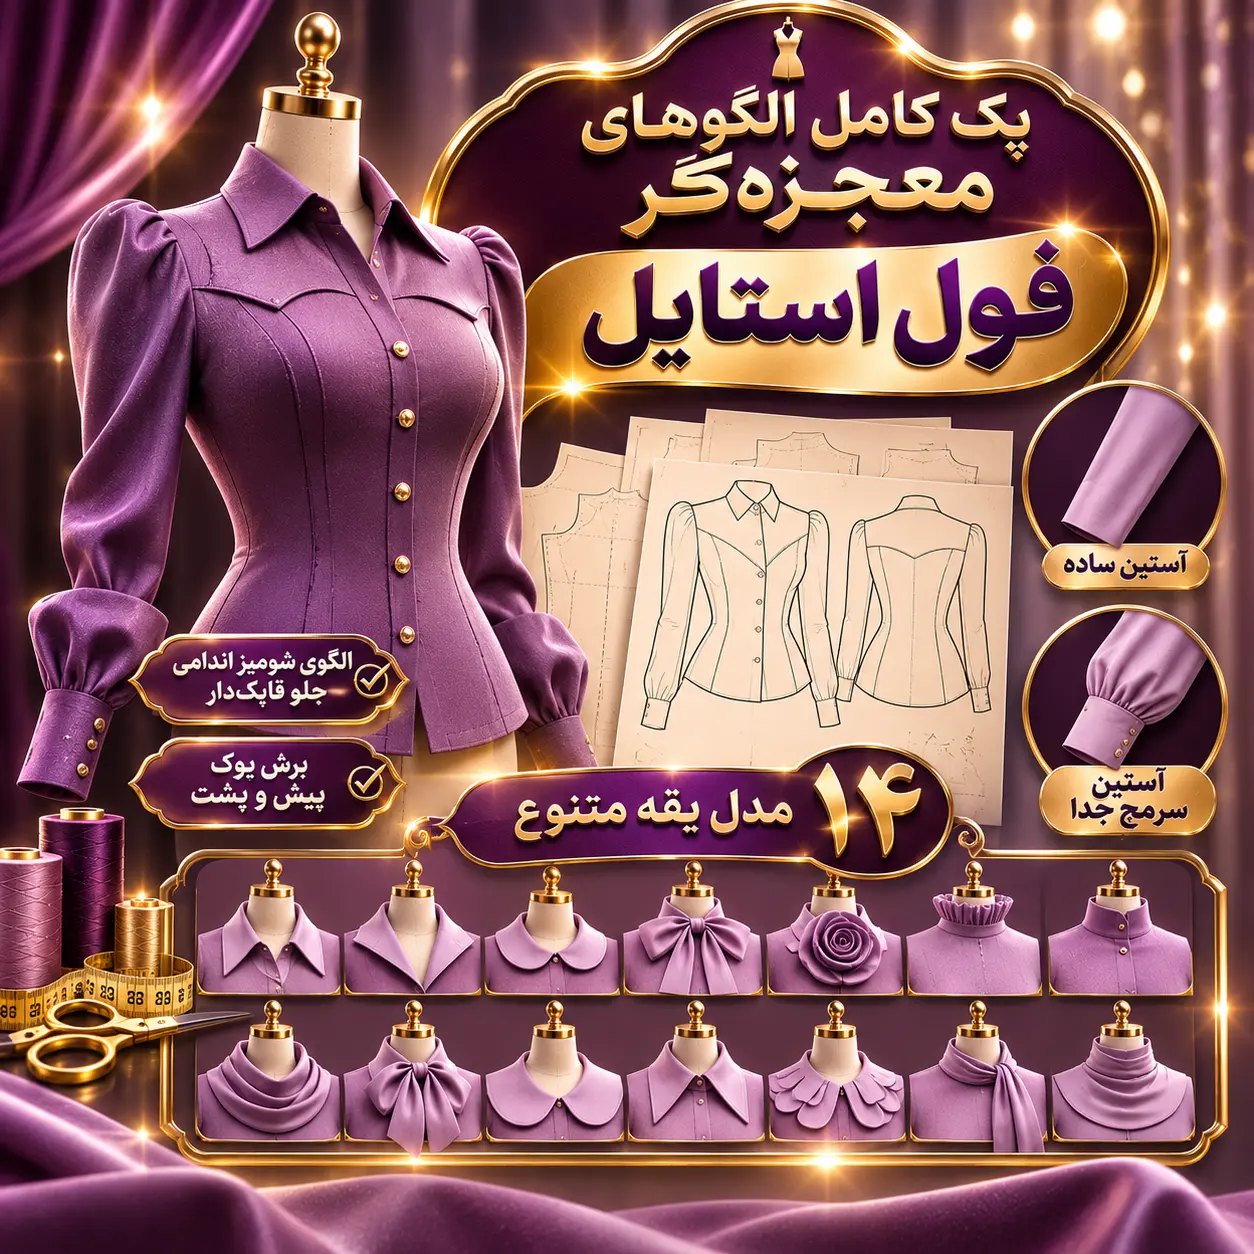 پک کامل الگوهای
معجزه‌گر
فول استایل
آستین ساده
آستین
سرمج جدا
الگوی شومیز اندامی
جلو قاپک‌دار
برش یوک
پیش و پشت
۱۴ مدل یقه متنوع